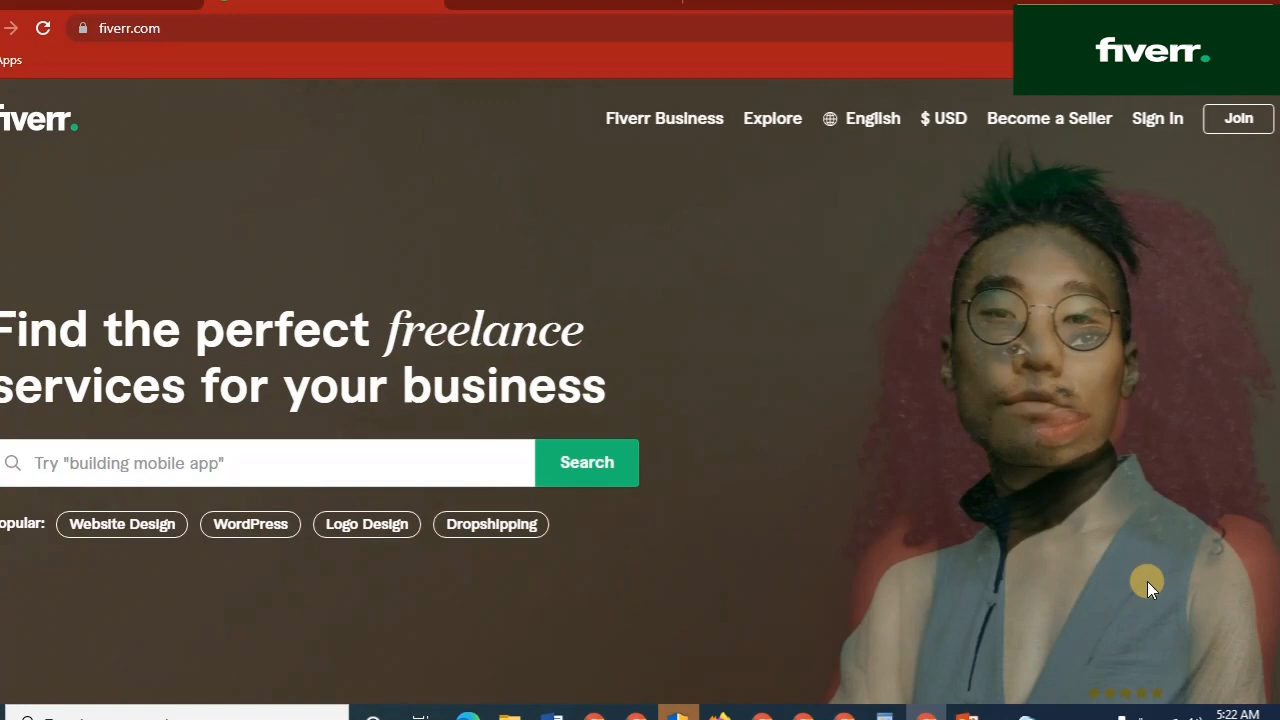 fiverr.com
fiverr.
Apps
fiverr.
Fiverr Business Explore English $ USD Become a Seller Sign In Join
Find the perfect freelance
services for your business
Try "building mobile app" Search
opular: Website Design WordPress Logo Design Dropshipping
5:22 AM